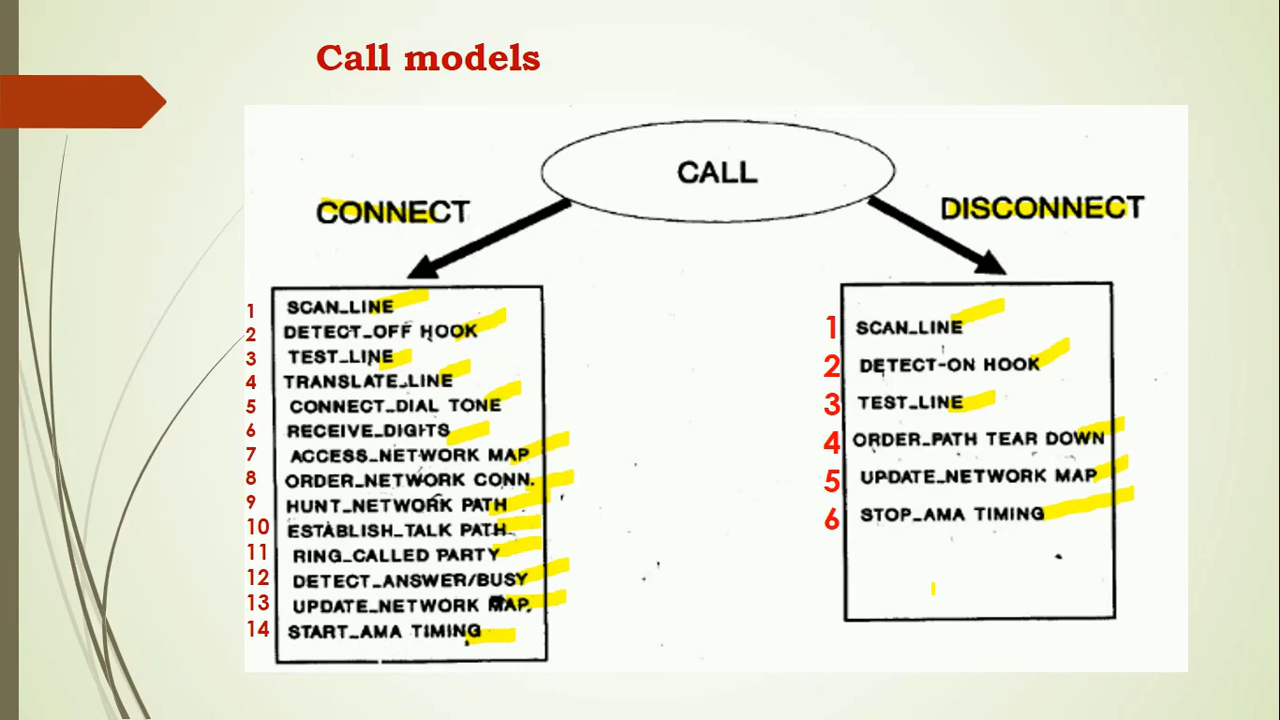 Call models
CALL
CONNECT
DISCONNECT
1 SCAN_LINE
2 DETECT_OFF HOOK
3 TEST_LINE
4 TRANSLATE_LINE
5 CONNECT_DIAL TONE
6 RECEIVE_DIGITS
7 ACCESS_NETWORK MAP
8 ORDER_NETWORK CONN.
9 HUNT_NETWORK PATH
10 ESTABLISH_TALK PATH
11 RING_CALLED PARTY
12 DETECT_ANSWER/BUSY
13 UPDATE_NETWORK MAP.
14 START_AMA TIMING
1 SCAN_LINE
2 DETECT-ON HOOK
3 TEST_LINE
4 ORDER_PATH TEAR DOWN
5 UPDATE_NETWORK MAP
6 STOP_AMA TIMING